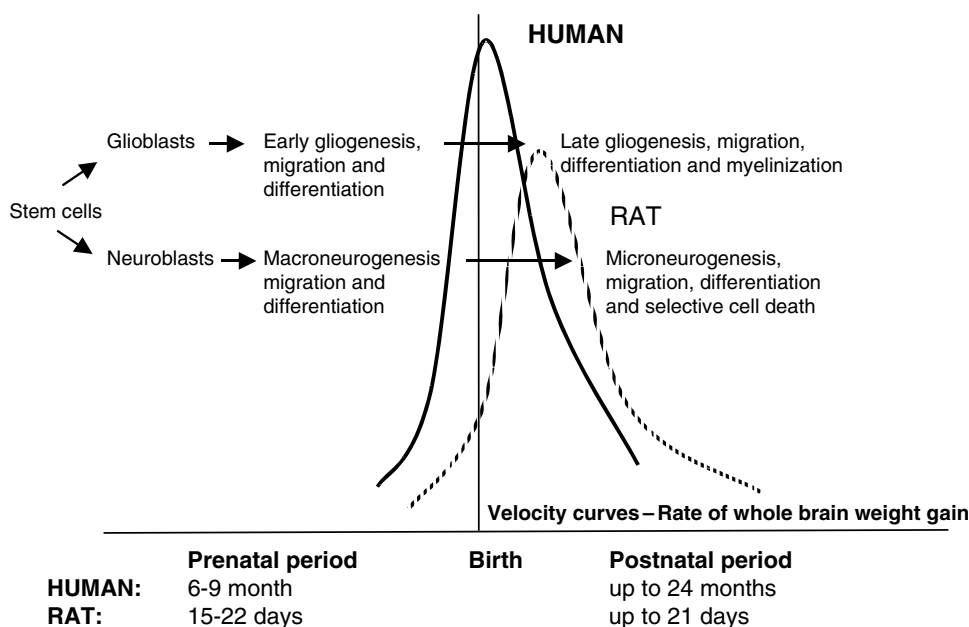 HUMAN
Glioblasts
Early gliogenesis,
migration and
differentiation
Late gliogenesis, migration,
differentiation and myelinization
Stem cells
RAT
Neuroblasts
Macroneurogenesis
migration and
differentiation
Microneurogenesis,
migration, differentiation
and selective cell death
Velocity curves – Rate of whole brain weight gain
Prenatal period Birth Postnatal period
HUMAN: 6-9 month up to 24 months
RAT: 15-22 days up to 21 days